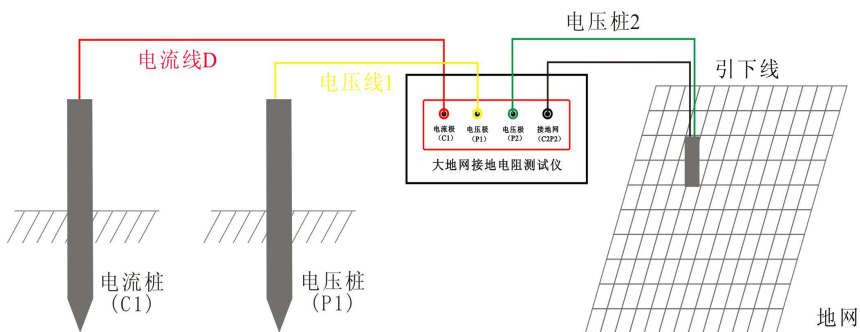 电压桩2
电流线D
电压线1
引下线
电流极
(C1)
电压极
(P1)
电压极
(P2)
接地网
(C2P2)
大地网接地电阻测试仪
电流桩
(C1)
电压桩
(P1)
地网